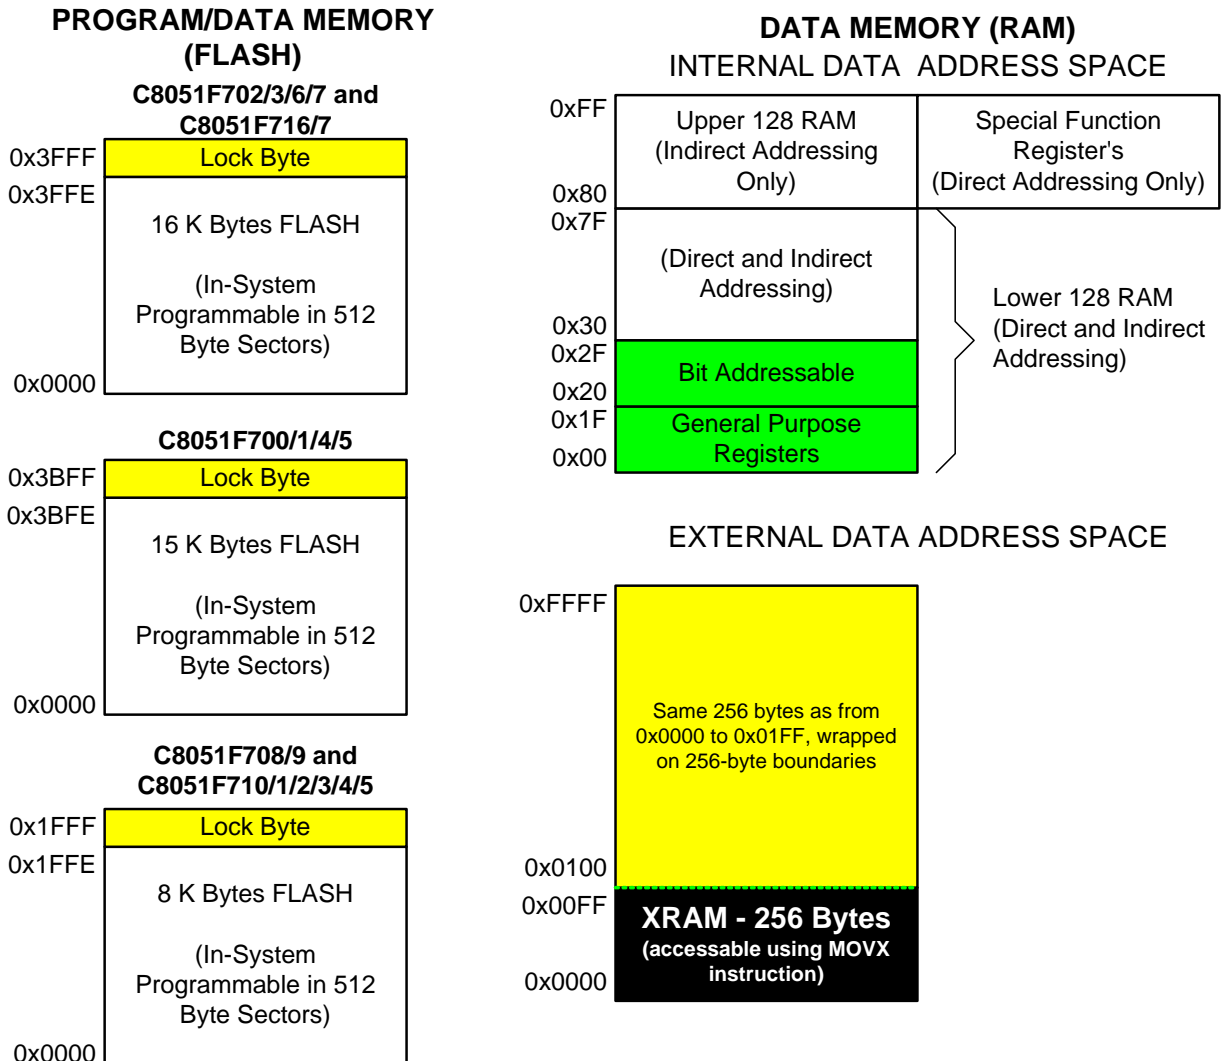 PROGRAM/DATA MEMORY
(FLASH)
C8051F702/3/6/7 and
C8051F716/7
0x3FFF
Lock Byte
0x3FFE
16 K Bytes FLASH
(In-System
Programmable in 512
Byte Sectors)
0x0000
C8051F700/1/4/5
0x3BFF
Lock Byte
0x3BFE
15 K Bytes FLASH
(In-System
Programmable in 512
Byte Sectors)
0x0000
C8051F708/9 and
C8051F710/1/2/3/4/5
0x1FFF
Lock Byte
0x1FFE
8 K Bytes FLASH
(In-System
Programmable in 512
Byte Sectors)
0x0000
DATA MEMORY (RAM)
INTERNAL DATA ADDRESS SPACE
0xFF
Upper 128 RAM
(Indirect Addressing
Only)
0x80
Special Function
Register's
(Direct Addressing Only)
0x7F
(Direct and Indirect
Addressing)
0x30
0x2F
Bit Addressable
0x20
0x1F
General Purpose
Registers
0x00
Lower 128 RAM
(Direct and Indirect
Addressing)
EXTERNAL DATA ADDRESS SPACE
0xFFFF
Same 256 bytes as from
0x0000 to 0x01FF, wrapped
on 256-byte boundaries
0x0100
0x00FF
XRAM - 256 Bytes
(accessable using MOVX
instruction)
0x0000